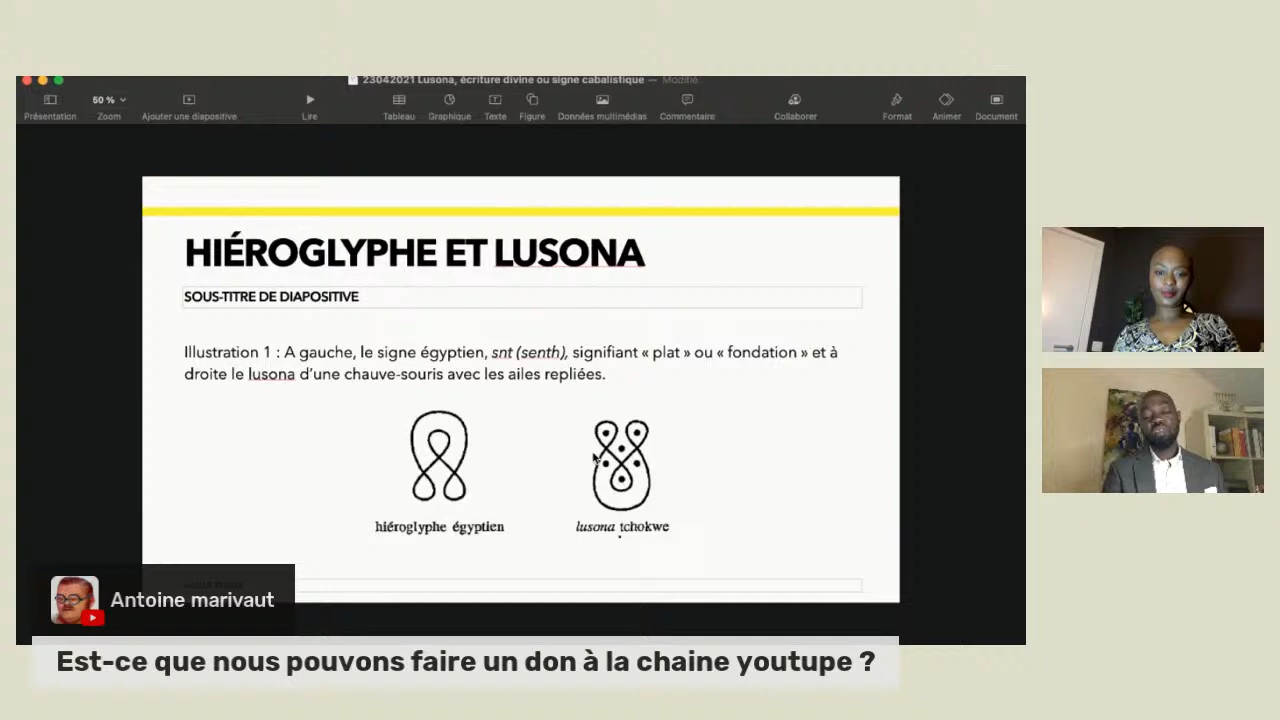 23042021 Lusona, écriture divine ou signe cabalistique — Modifié
50 %
Présentation
Zoom
Ajouter une diapositive
Lire
Tableau
Graphique
Texte
Figure
Données multimédias
Commentaire
Collaborer
Format
Animer
Document
HIÉROGLYPHE ET LUSONA
SOUS-TITRE DE DIAPOSITIVE
Illustration 1 : A gauche, le signe égyptien, snt (senth), signifiant « plat » ou « fondation » et à
droite le lusona d’une chauve-souris avec les ailes repliées.
hiéroglyphe égyptien
lusona tchokwe
Antoine marivaut
Est-ce que nous pouvons faire un don à la chaine youtupe ?